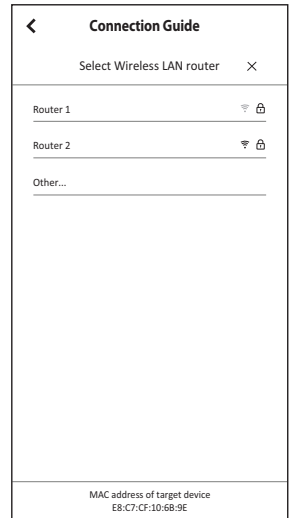 Connection Guide
Select Wireless LAN router
Router 1
Router 2
Other...
MAC address of target device
E8:C7:CF:10:6B:9E